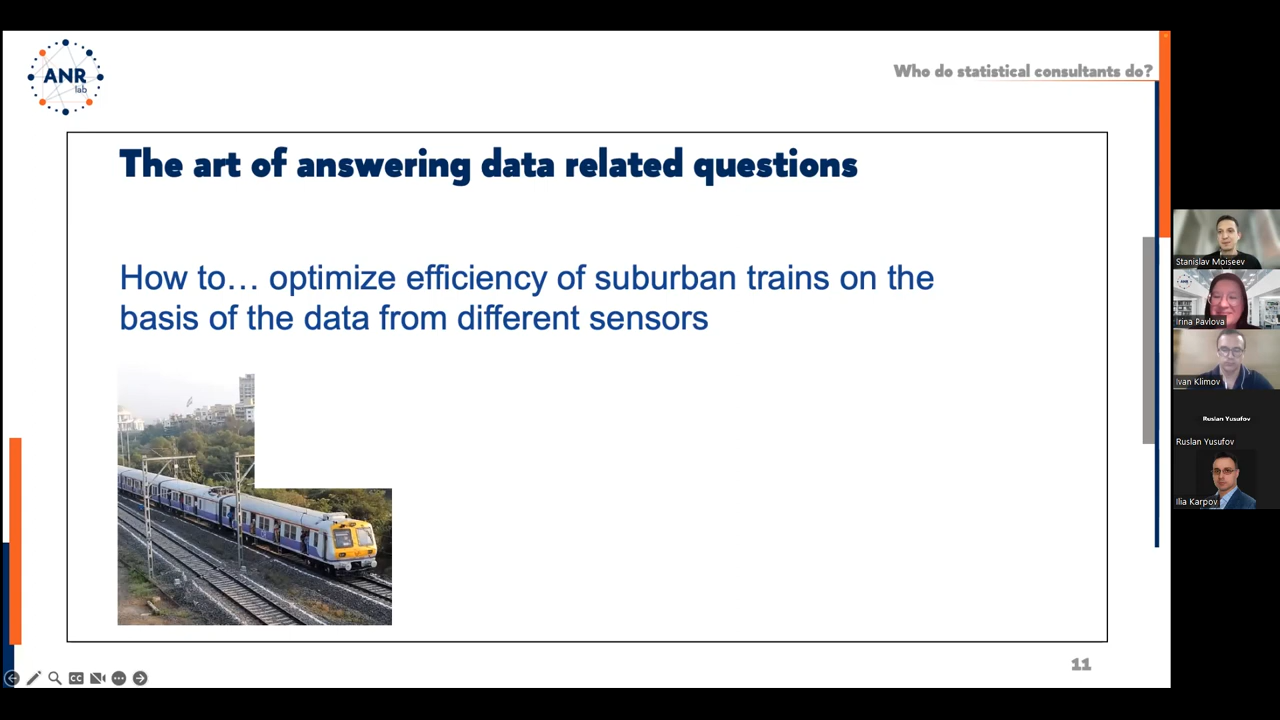 ANR
lab
Who do statistical consultants do?
The art of answering data related questions
How to… optimize efficiency of suburban trains on the
basis of the data from different sensors
11
CC
Stanislav Moiseev
Irina Pavlova
Ivan Klimov
Ruslan Yusufov
Ruslan Yusufov
Ilia Karpov